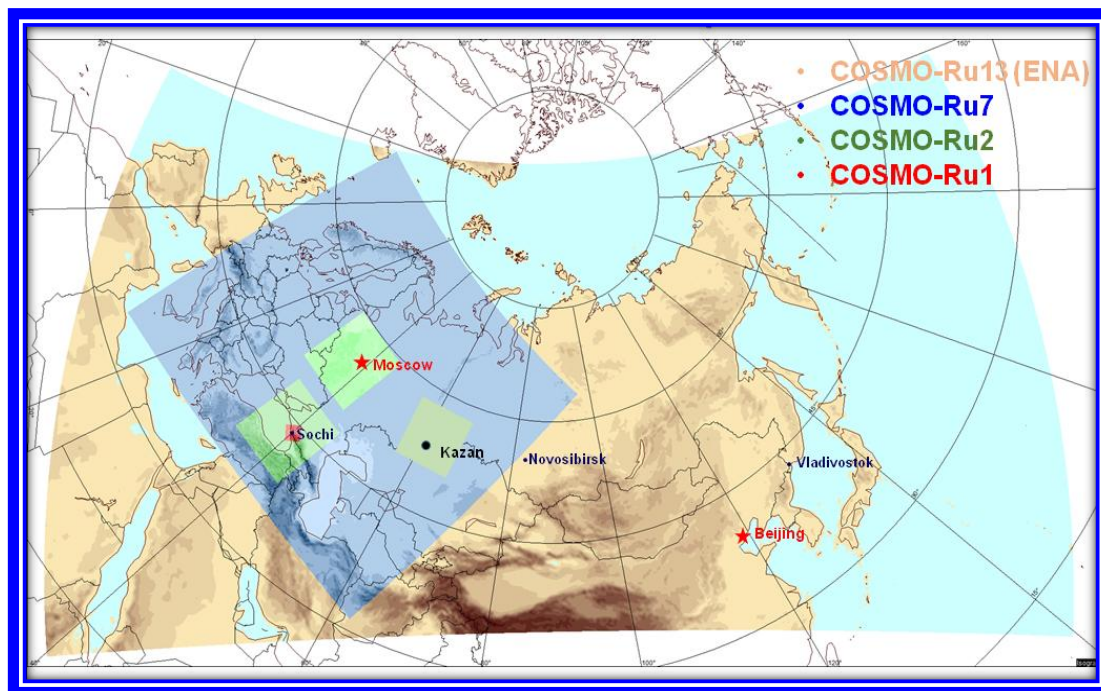 COSMO-Ru13 (ENA)
COSMO-Ru7
COSMO-Ru2
COSMO-Ru1
Moscow
Sochi
Kazan
Novosibirsk
Vladivostok
Beijing